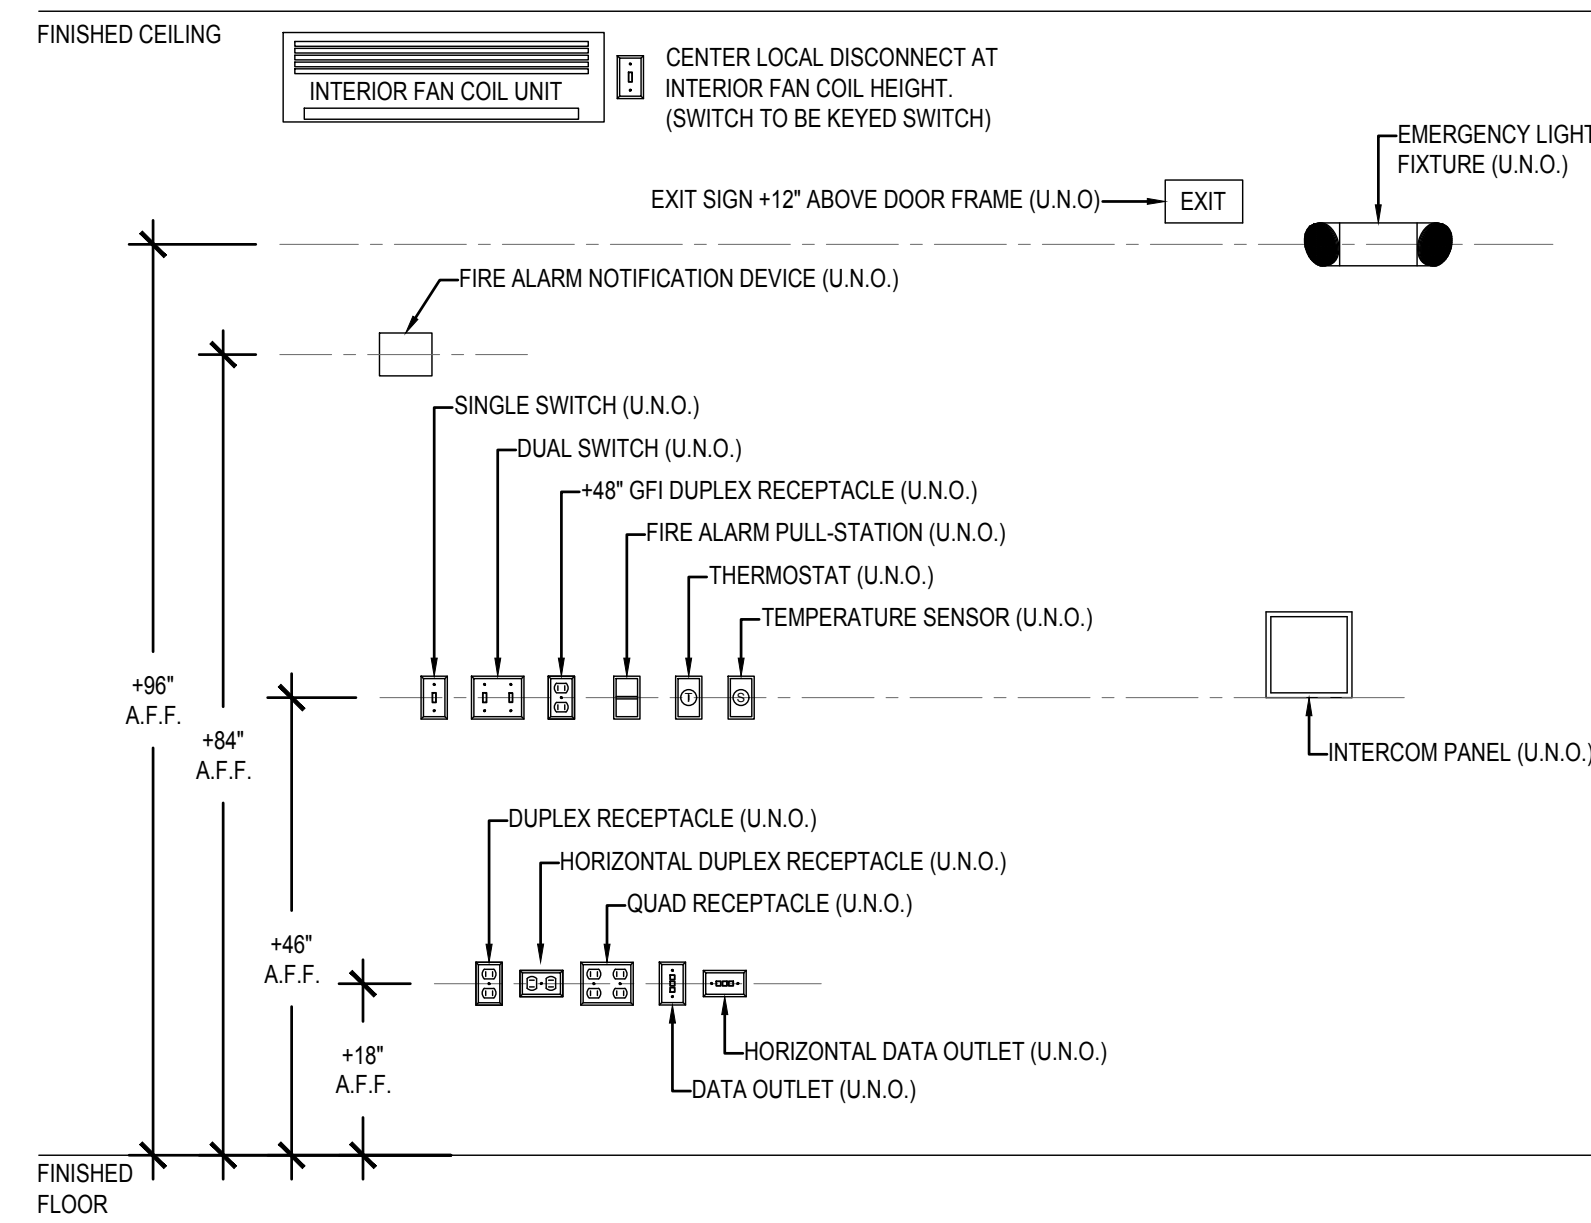 FINISHED CEILING
INTERIOR FAN COIL UNIT
CENTER LOCAL DISCONNECT AT
INTERIOR FAN COIL HEIGHT.
(SWITCH TO BE KEYED SWITCH)
EMERGENCY LIGHT
FIXTURE (U.N.O.)
EXIT SIGN +12" ABOVE DOOR FRAME (U.N.O)
EXIT
FIRE ALARM NOTIFICATION DEVICE (U.N.O.)
SINGLE SWITCH (U.N.O.)
DUAL SWITCH (U.N.O.)
+48" GFI DUPLEX RECEPTACLE (U.N.O.)
FIRE ALARM PULL-STATION (U.N.O.)
THERMOSTAT (U.N.O.)
TEMPERATURE SENSOR (U.N.O.)
T
S
+96"
A.F.F.
+84"
A.F.F.
INTERCOM PANEL (U.N.O.)
DUPLEX RECEPTACLE (U.N.O.)
HORIZONTAL DUPLEX RECEPTACLE (U.N.O.)
QUAD RECEPTACLE (U.N.O.)
+46"
A.F.F.
+18"
A.F.F.
HORIZONTAL DATA OUTLET (U.N.O.)
DATA OUTLET (U.N.O.)
FINISHED
FLOOR